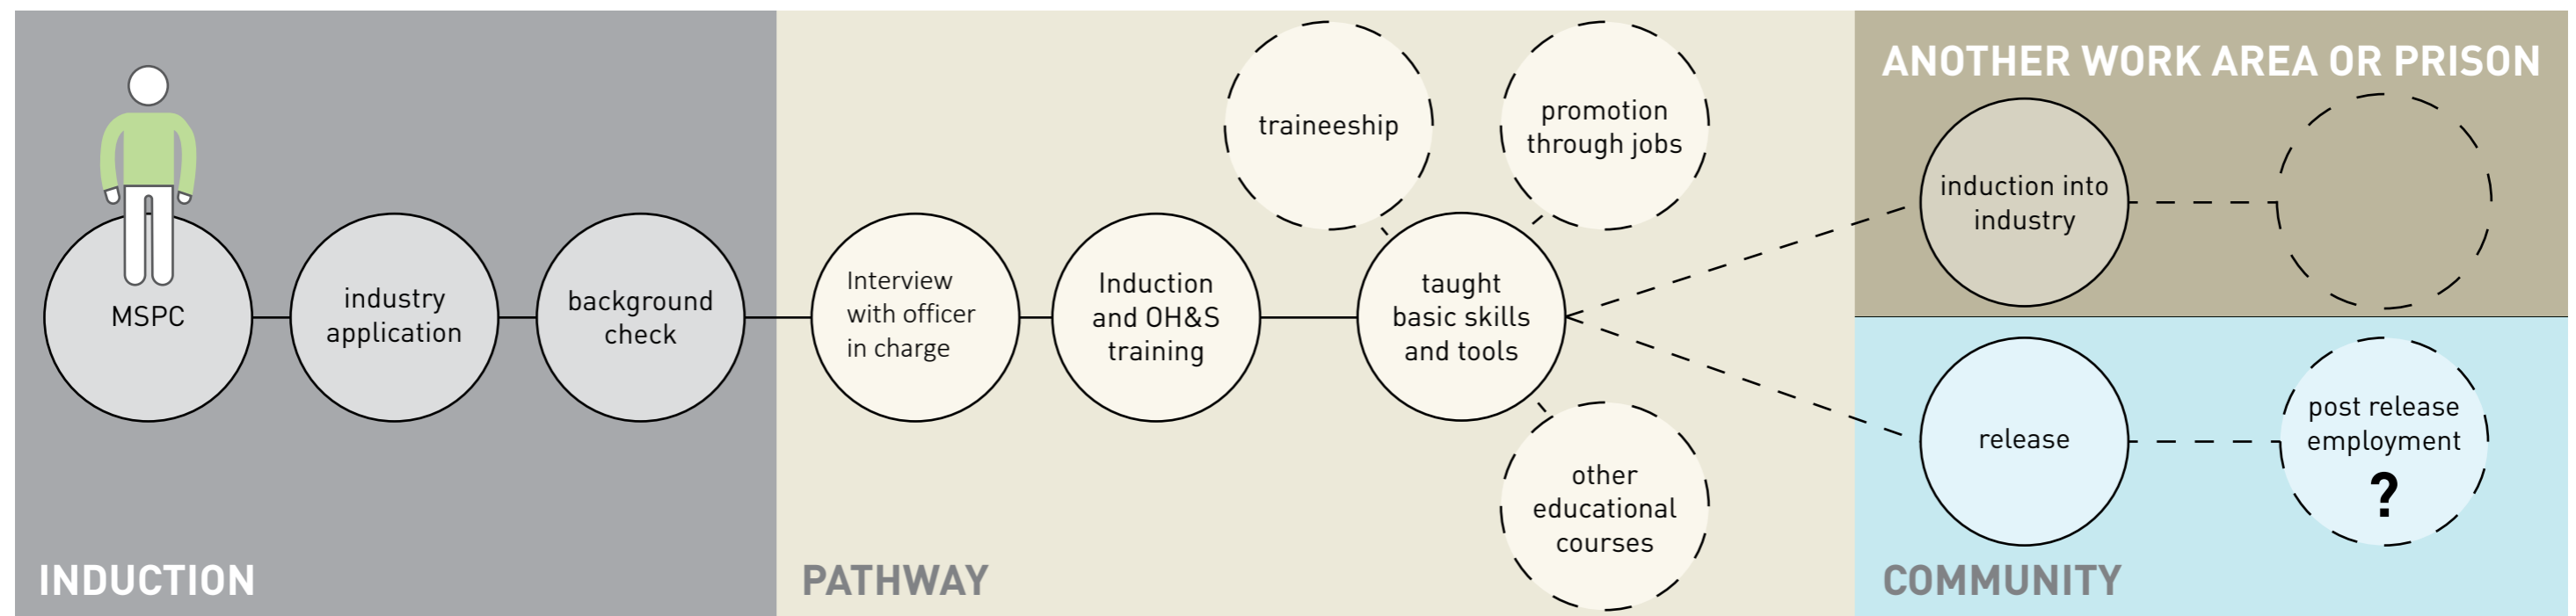 MSPC
industry
application
background
check
INDUCTION
Interview
with officer
in charge
Induction
and OH&S
training
taught
basic skills
and tools
traineeship
promotion
through jobs
other
educational
courses
PATHWAY
ANOTHER WORK AREA OR PRISON
induction into
industry
release
post release
employment
?
COMMUNITY